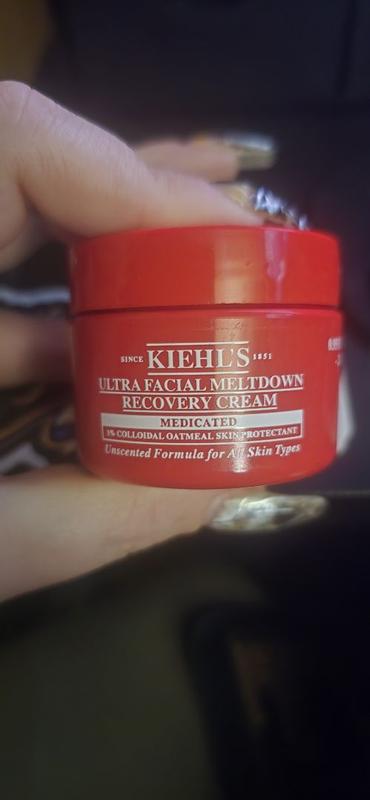 SINCE KIEHL'S 1851
ULTRA FACIAL MELTDOWN
RECOVERY CREAM
MEDICATED
1% COLLOIDAL OATMEAL SKIN PROTECTANT
Unscented Formula for All Skin Types